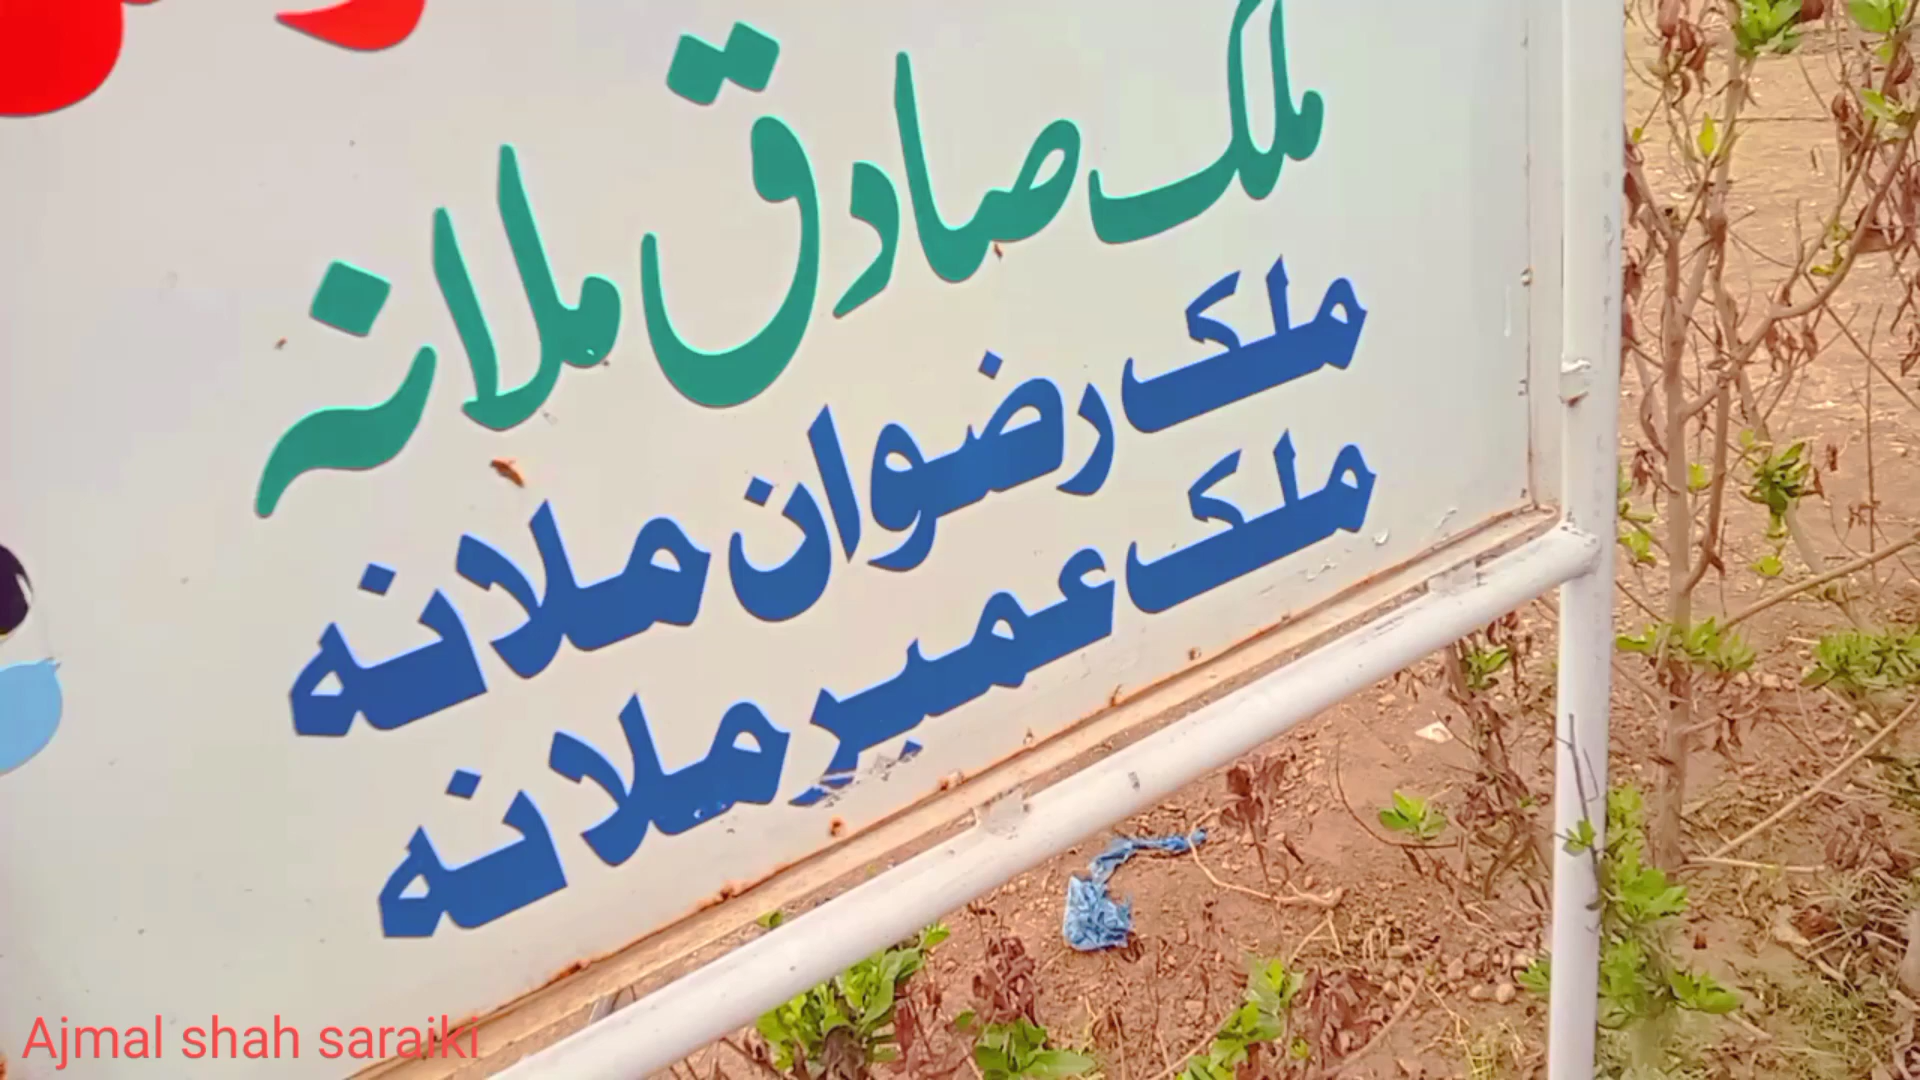 ملک صادق ملانہ
ملک رضوان ملانہ
ملک عمیر ملانہ
Ajmal shah saraiki